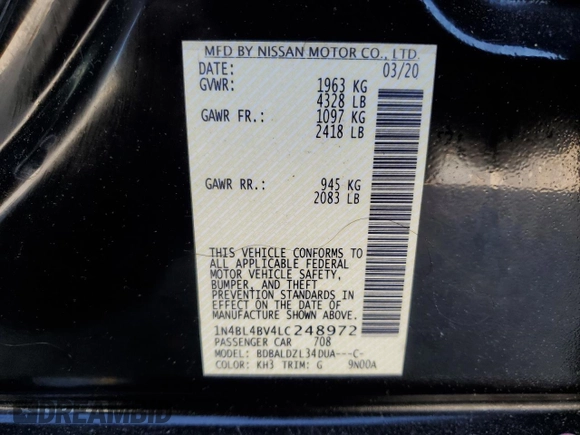 MFD BY NISSAN MOTOR CO., LTD.
DATE: 03/20
GVWR: 1963 KG
4328 LB
GAWR FR.: 1097 KG
2418 LB
GAWR RR.: 945 KG
2083 LB
THIS VEHICLE CONFORMS TO
ALL APPLICABLE FEDERAL
MOTOR VEHICLE SAFETY,
BUMPER, AND THEFT
PREVENTION STANDARDS IN
EFFECT ON THE DATE OF
MANUFACTURE SHOWN ABOVE.
1N4BL4BV4LC248972
PASSENGER CAR 708
MODEL: BDBALDZL34DUA---C-
COLOR: KH3 TRIM: G 9N00A
DREAMBID